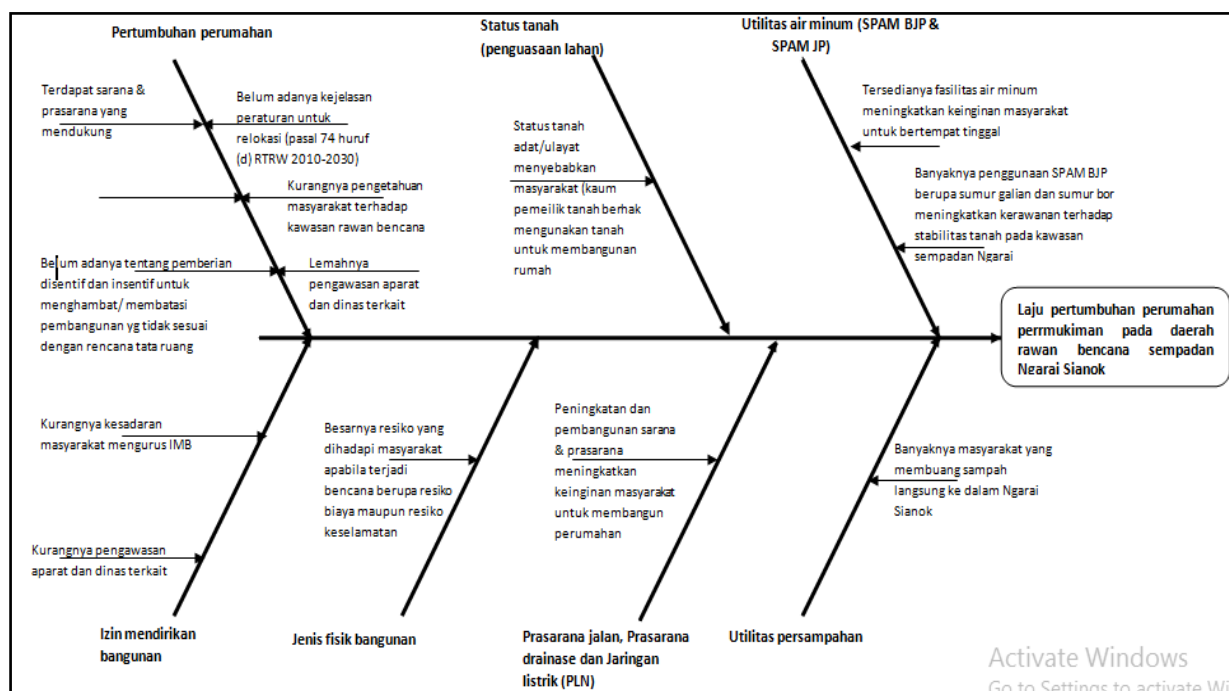 Pertumbuhan perumahan
Status tanah
(penguasaan lahan)
Utilitas air minum (SPAM BJP &
SPAM JP)
Terdapat sarana &
prasarana yang
mendukung
Belum adanya kejelasan
peraturan untuk
relokasi (pasal 74 huruf
(d) RTRW 2010-2030)
Kurangnya pengetahuan
masyarakat terhadap
kawasan rawan bencana
Belum adanya tentang pemberian
disentif dan insentif untuk
menghambat/ membatasi
pembangunan yg tidak sesuai
dengan rencana tata ruang
Lemahnya
pengawasan aparat
dan dinas terkait
Status tanah
adat/ulayat
menyebabkan
masyarakat (kaum
pemeilik tanah berhak
mengunakan tanah
untuk membangunan
rumah
Tersedianya fasilitas air minum
meningkatkan keinginan masyarakat
untuk bertempat tinggal
Banyaknya penggunaan SPAM BJP
berupa sumur galian dan sumur bor
meningkatkan kerawanan terhadap
stabilitas tanah pada kawasan
sempadan Ngarai
Laju pertumbuhan perumahan
perrmukiman pada daerah
rawan bencana sempadan
Ngarai Sianok
Kurangnya kesadaran
masyarakat mengurus IMB
Kurangnya pengawasan
aparat dan dinas terkait
Besarnya resiko yang
dihadapi masyarakat
apabila terjadi
bencana berupa resiko
biaya maupun resiko
keselamatan
Peningkatan dan
pembangunan sarana
& prasarana
meningkatkan
keinginan masyarakat
untuk membangun
perumahan
Banyaknya masyarakat yang
membuang sampah
langsung ke dalam Ngarai
Sianok
Izin mendirikan
bangunan
Jenis fisik bangunan
Prasarana jalan, Prasarana
drainase dan Jaringan
listrik (PLN)
Utilitas persampahan
Activate Windows
Go to Settings to activate Wi